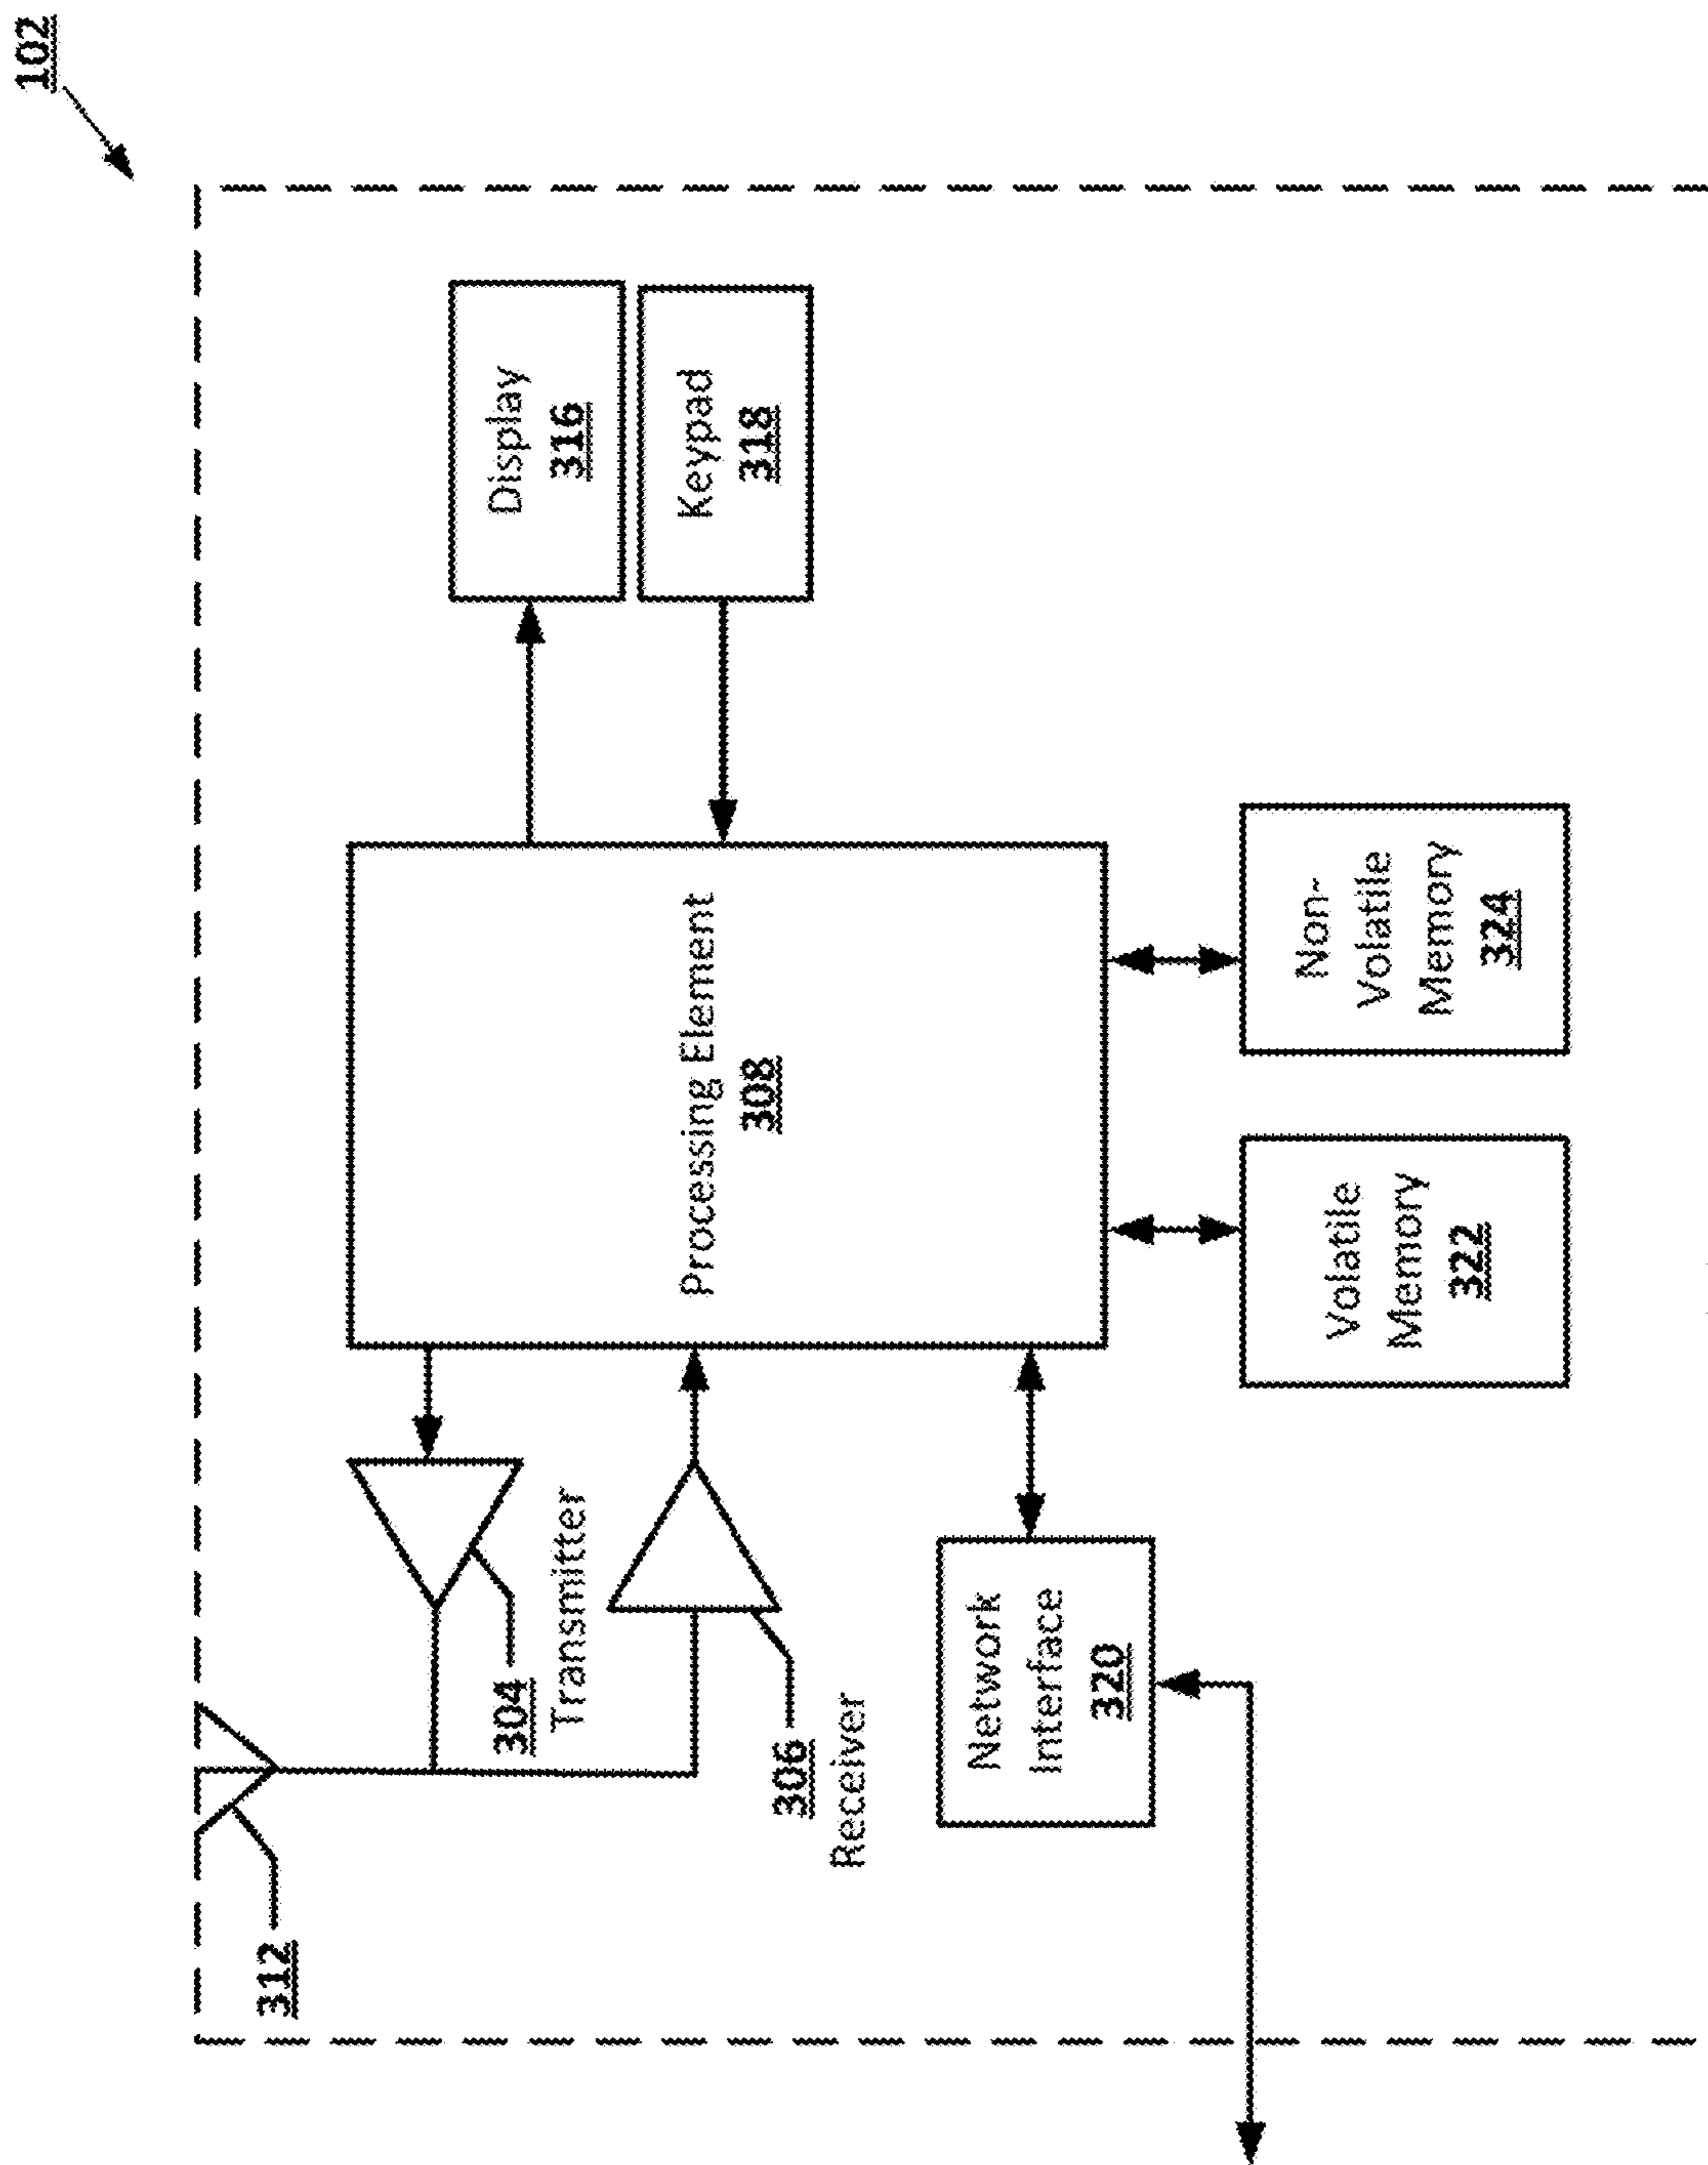 102
312
304
Transmitter
306
Receiver
Processing Element
308
Display
316
Keypad
318
Network
Interface
320
Volatile
Memory
322
Non-
Volatile
Memory
324